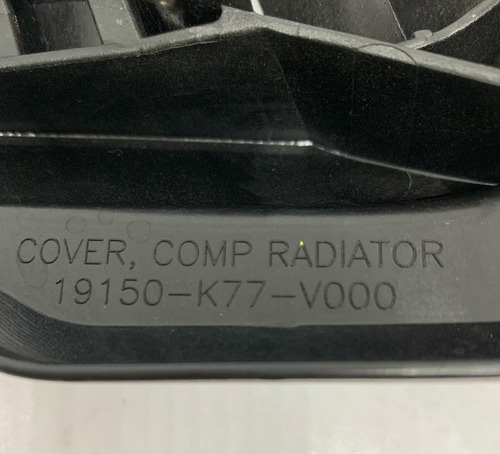 COVER, COMP RADIATOR
19150-K77-V000